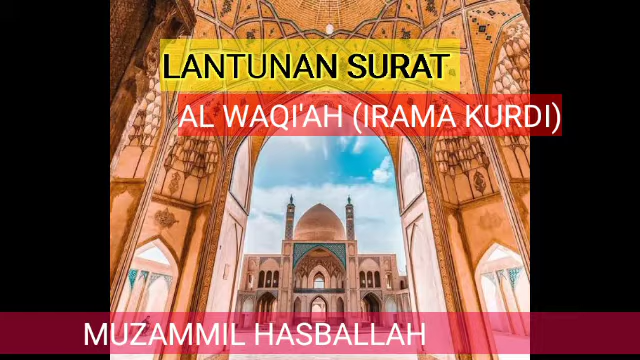 LANTUNAN SURAT
AL WAQI'AH (IRAMA KURDI)
MUZAMMIL HASBALLAH